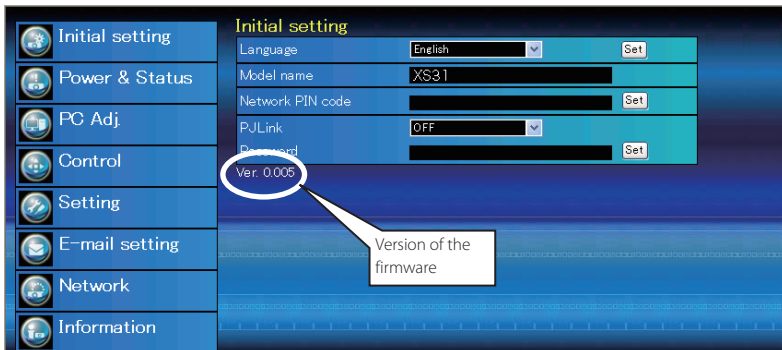 Initial setting
Power & Status
PC Adj.
Control
Setting
E-mail setting
Network
Information
Initial setting
Language English Set
Model name XS31
Network PIN code Set
PJLink OFF
Password Set
Ver. 0.005
Version of the
firmware